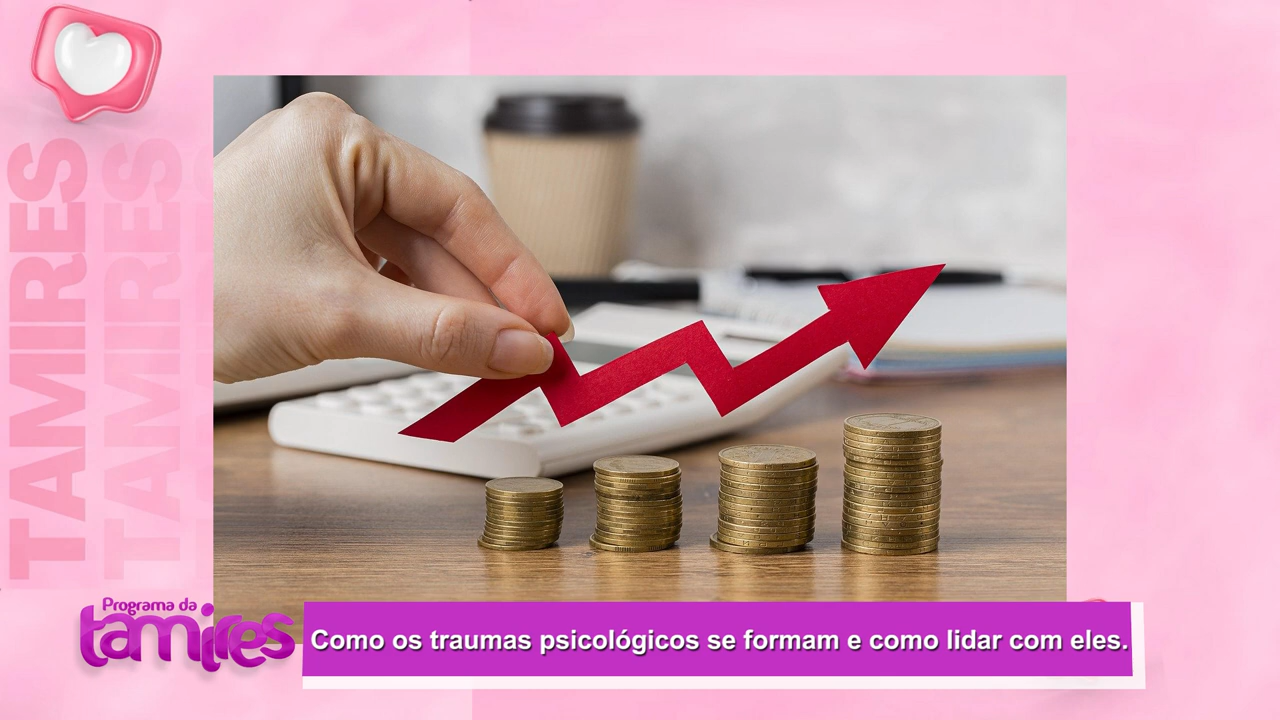 TAMIRES
TAMIRES
Programa da
tamires
Como os traumas psicológicos se formam e como lidar com eles.